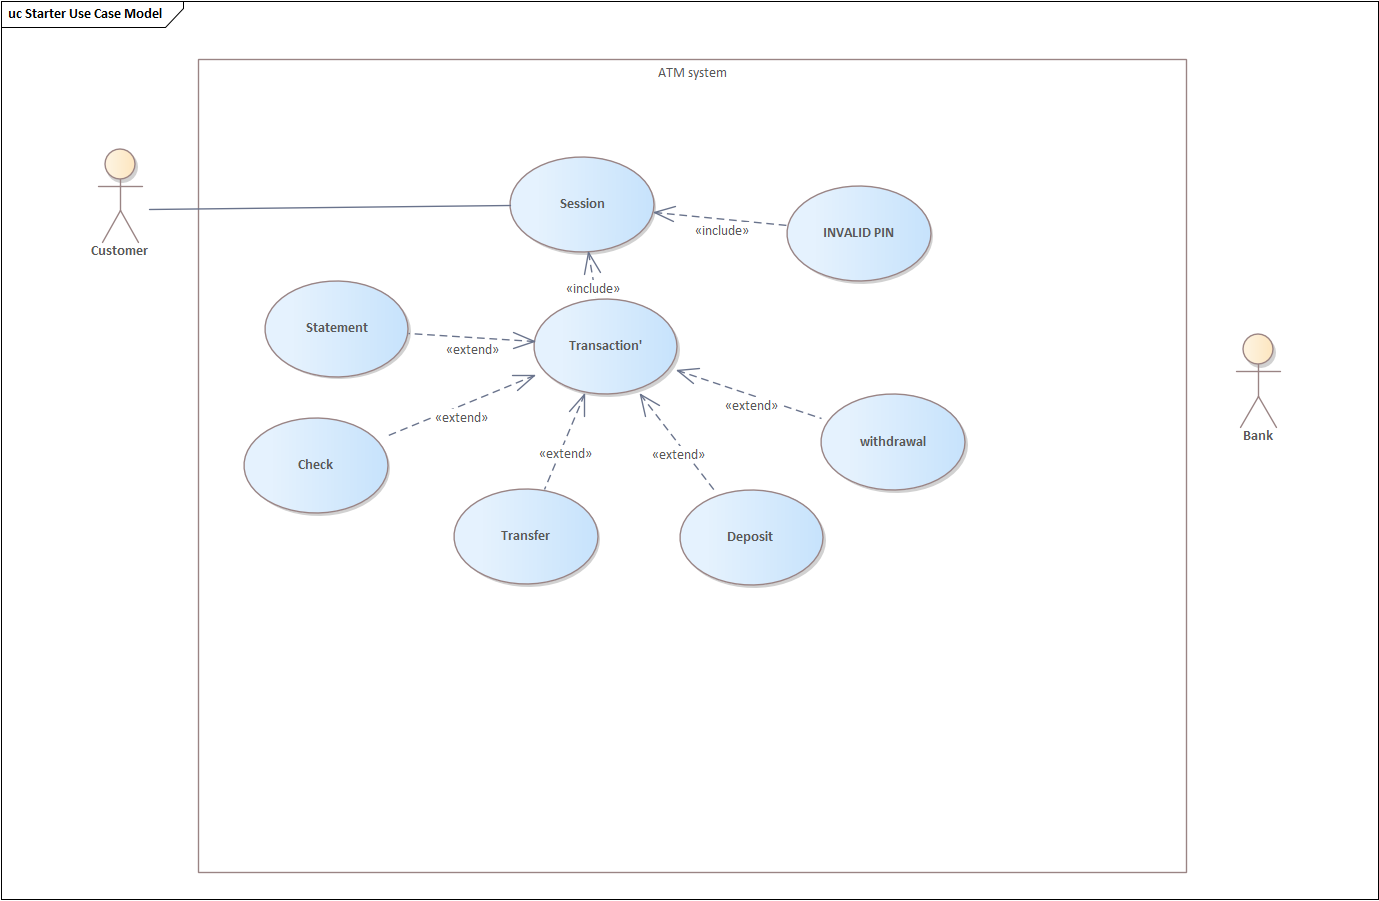 uc Starter Use Case Model
ATM system
Customer
Session
«include»
INVALID PIN
«include»
Statement
«extend»
Transaction'
Check
«extend»
«extend»
«extend»
«extend»
withdrawal
Bank
Transfer
Deposit